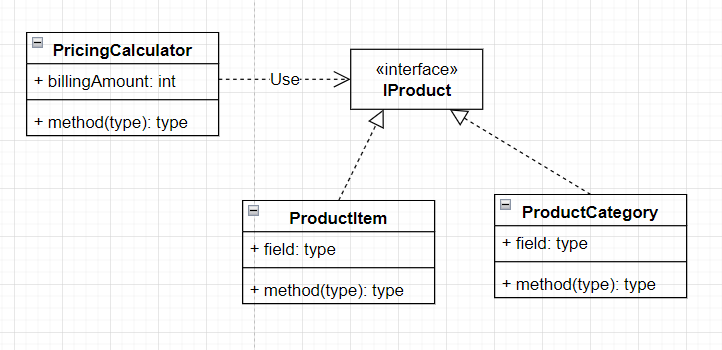 PricingCalculator
+ billingAmount: int
+ method(type): type
Use
«interface»
IProduct
ProductItem
+ field: type
+ method(type): type
ProductCategory
+ field: type
+ method(type): type